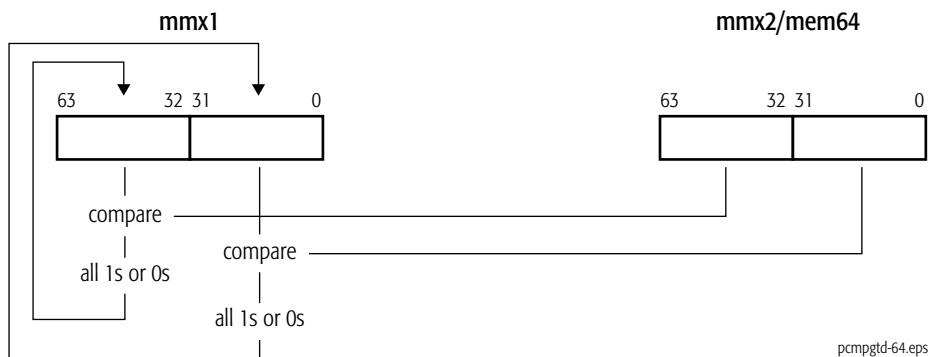 mmx1 mmx2/mem64
63 32 31 0 63 32 31 0
compare
compare
all 1s or 0s
all 1s or 0s
pcmpgtd-64.eps